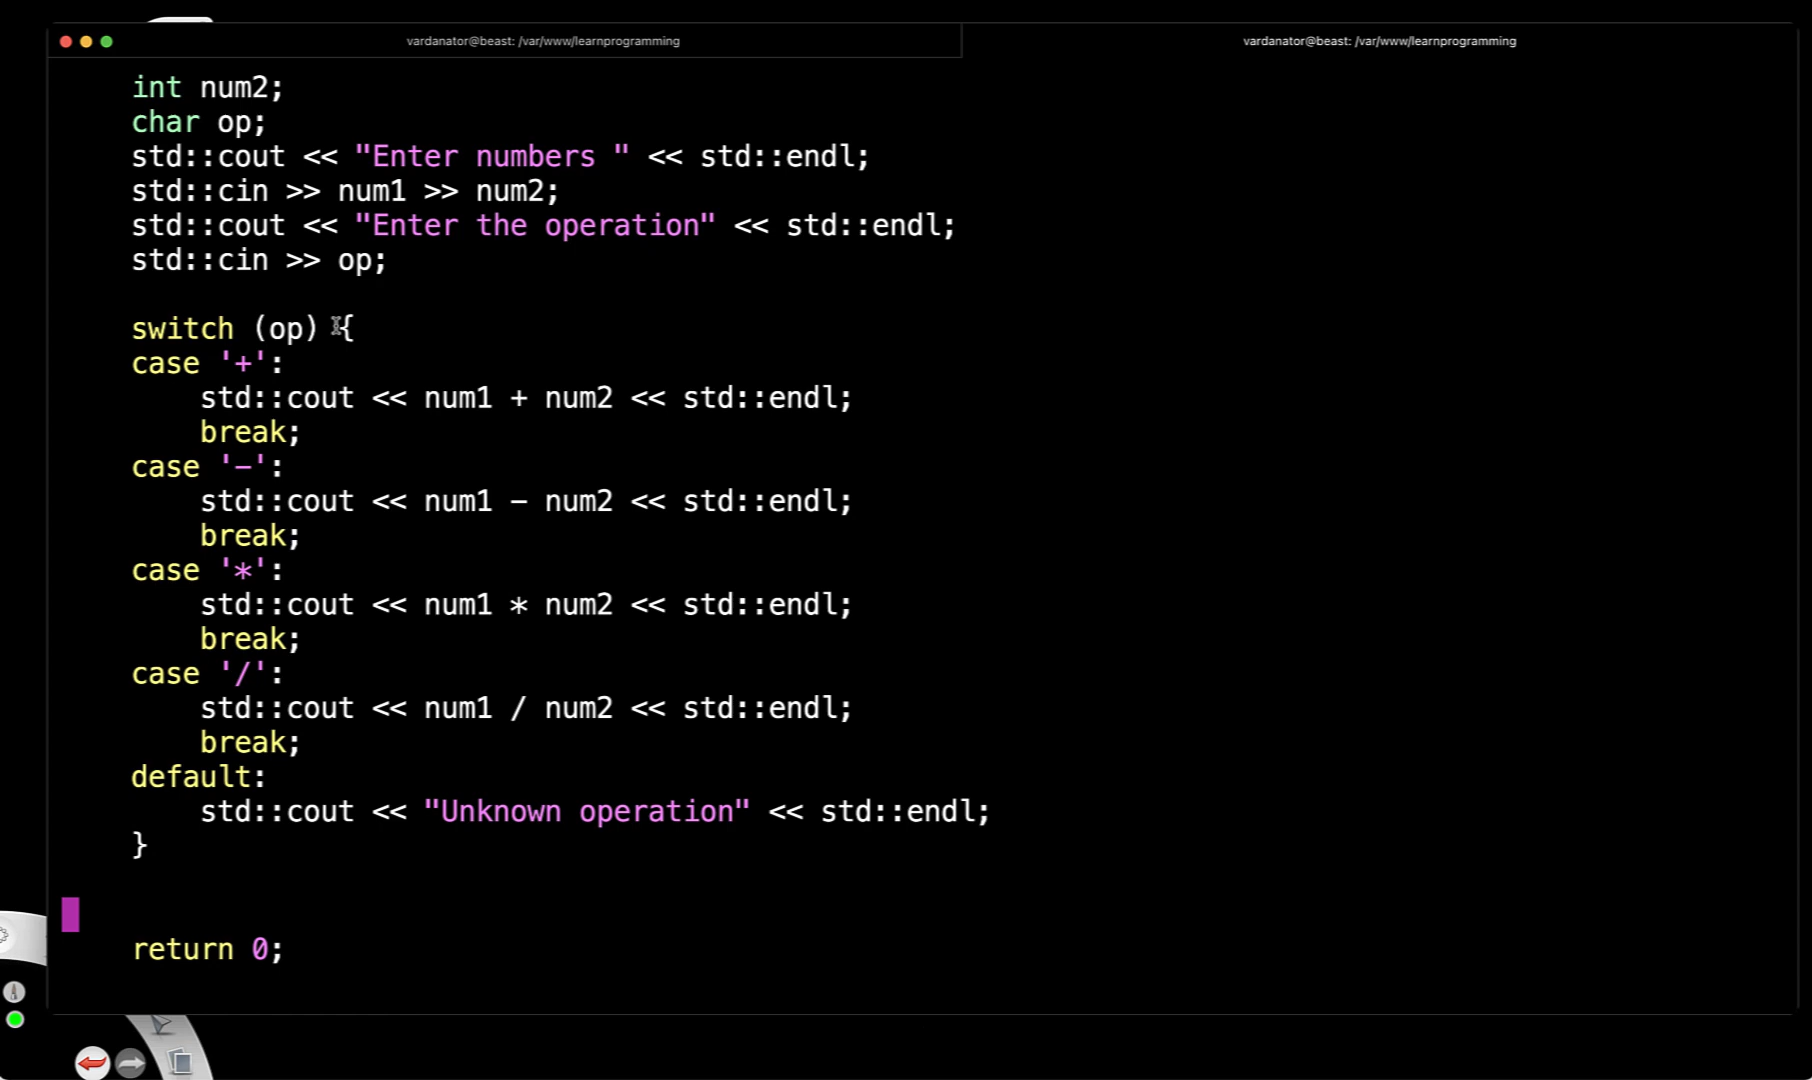 vardanator@beast: /var/www/learnprogramming
vardanator@beast: /var/www/learnprogramming
int num2;
char op;
std::cout << "Enter numbers " << std::endl;
std::cin >> num1 >> num2;
std::cout << "Enter the operation" << std::endl;
std::cin >> op;
switch (op) {
case '+':
std::cout << num1 + num2 << std::endl;
break;
case '-':
std::cout << num1 - num2 << std::endl;
break;
case '*':
std::cout << num1 * num2 << std::endl;
break;
case '/':
std::cout << num1 / num2 << std::endl;
break;
default:
std::cout << "Unknown operation" << std::endl;
}
return 0;